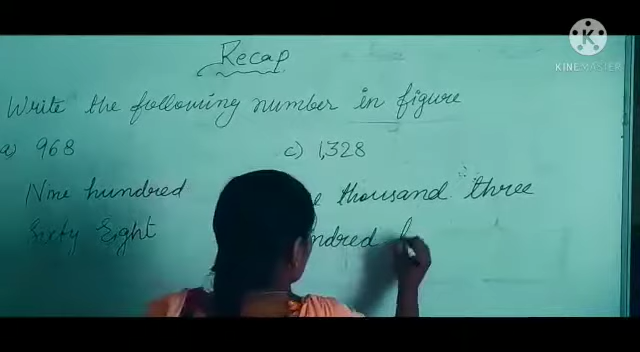 Recap
Write the following number in figure
a) 968
c) 1,328
Nine hundred
Sixty Eight
thousand three
KINEMASTER